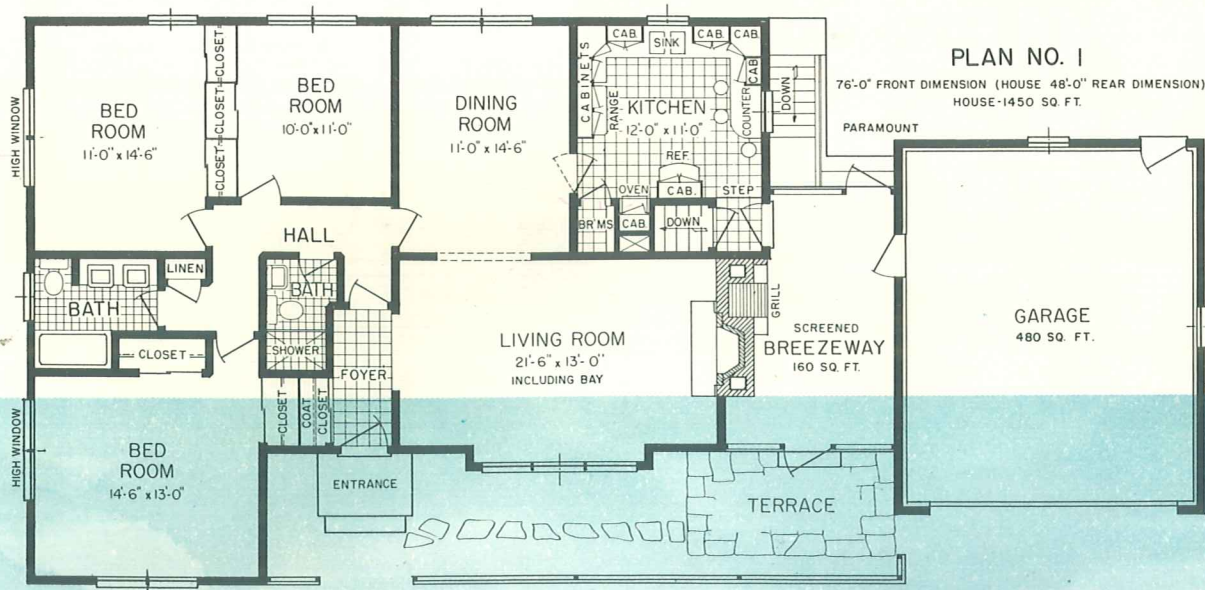 PLAN NO. 1
76'-0" FRONT DIMENSION (HOUSE 48'-0" REAR DIMENSION)
HOUSE-1450 SQ. FT.
PARAMOUNT
HIGH WINDOW
BED
ROOM
11'-0" x 14'-6"
CLOSET
CLOSET
BED
ROOM
10'-0" x 11'-0"
DINING
ROOM
11'-0" x 14'-6"
CABINETS
CAB.
SINK
CAB.
CAB.
CAB
RANGE
KITCHEN
12'-0" x 11'-0"
COUNTER
DOWN
REF.
CAB.
OVEN
CAB.
BR'MS
DOWN
STEP
HALL
LINEN
BATH
BATH
SHOWER
CLOSET
FOYER
CLOSET
COAT
CLOSET
LIVING ROOM
21'-6" x 13'-0"
INCLUDING BAY
GRILL
SCREENED
BREEZEWAY
160 SQ. FT.
GARAGE
480 SQ. FT.
HIGH WINDOW
BED
ROOM
14'-6" x 13'-0"
ENTRANCE
TERRACE